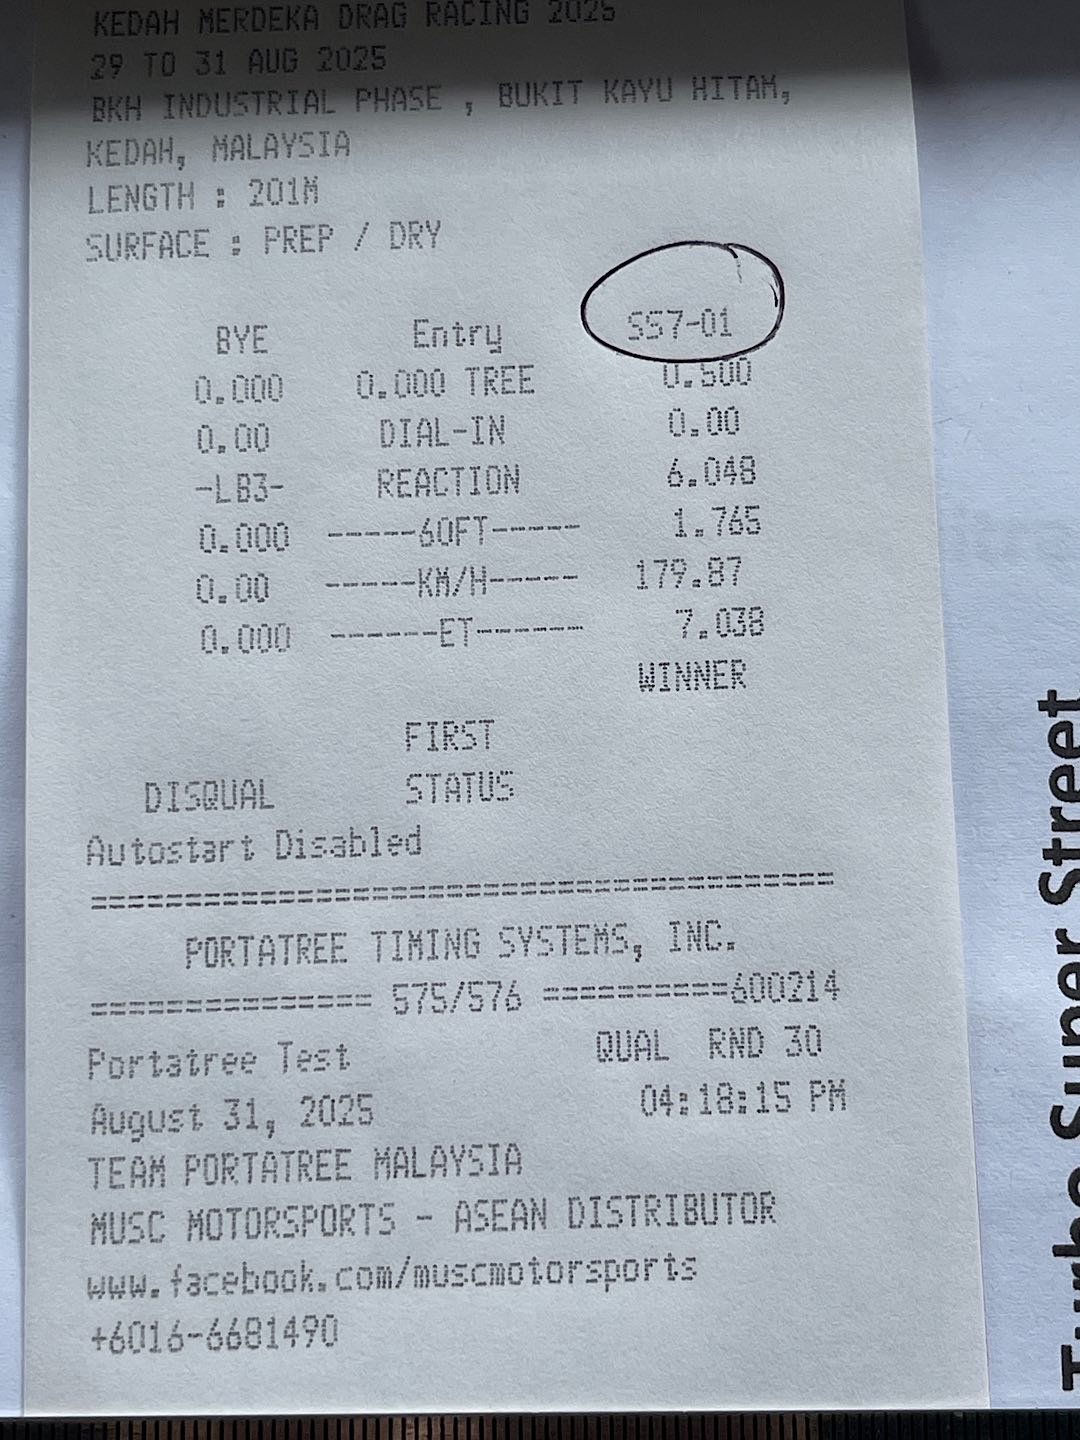 KEDAH MERDEKA DRAG RACING 2025
29 TO 31 AUG 2025
BKH INDUSTRIAL PHASE , BUKIT KAYU HITAM,
KEDAH, MALAYSIA
LENGTH : 201M
SURFACE : PREP / DRY
BYE Entry SS7-01
0.000 0.000 TREE 0.500
0.00 DIAL-IN 0.00
-LB3- REACTION 6.048
0.000 -----60FT----- 1.765
0.00 -----KM/H----- 179.87
0.000 ------ET------ 7.038
WINNER
FIRST
DISQUAL STATUS
Autostart Disabled
========================================
PORTATREE TIMING SYSTEMS, INC.
=============== 575/576 ==========600214
Portatree Test QUAL RND 30
August 31, 2025 04:18:15 PM
TEAM PORTATREE MALAYSIA
MUSC MOTORSPORTS - ASEAN DISTRIBUTOR
www.facebook.com/muscmotorsports
+6016-6681490
Turbo Super Street